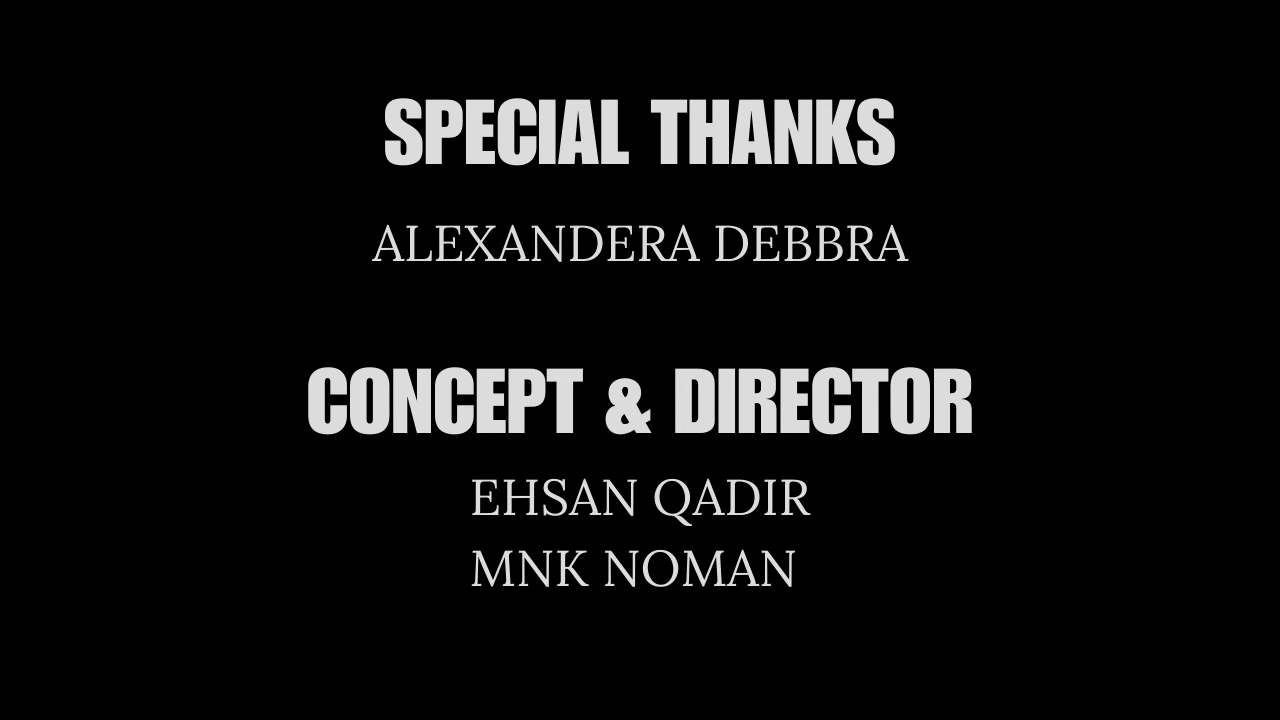 SPECIAL THANKS
ALEXANDERA DEBBRA
CONCEPT & DIRECTOR
EHSAN QADIR
MNK NOMAN